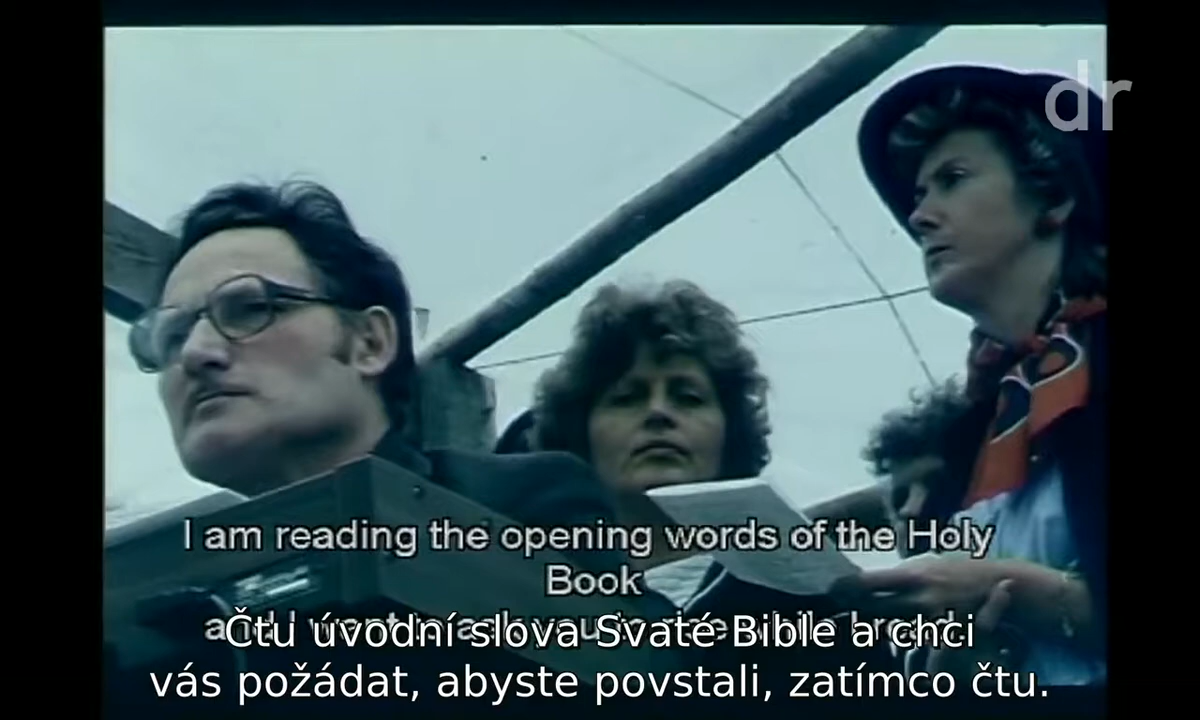 dr
I am reading the opening words of the Holy
Book
Čtu úvodní slova Svaté Bible a chci
vás požádat, abyste povstali, zatímco čtu.